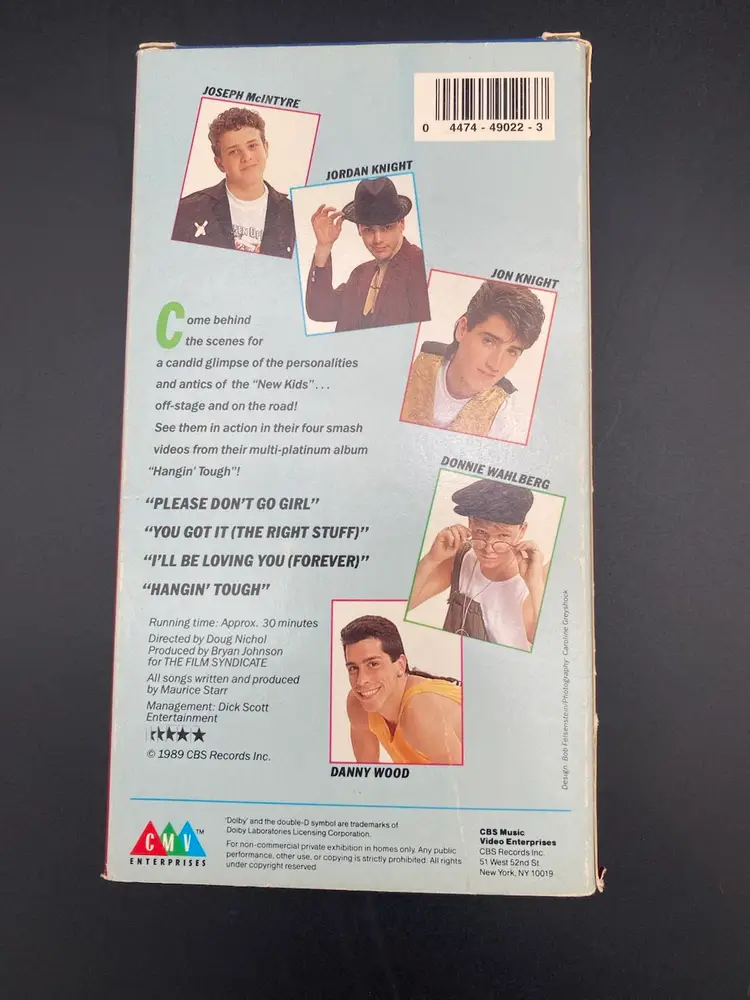 JOSEPH McINTYRE
0 4474 - 49022 - 3
JORDAN KNIGHT
JON KNIGHT
Come behind
the scenes for
a candid glimpse of the personalities
and antics of the "New Kids"...
off-stage and on the road!
See them in action in their four smash
videos from their multi-platinum album
"Hangin' Tough"!
DONNIE WAHLBERG
"PLEASE DON'T GO GIRL"
"YOU GOT IT (THE RIGHT STUFF)"
"I'LL BE LOVING YOU (FOREVER)"
"HANGIN' TOUGH"
Running time: Approx. 30 minutes
Directed by Doug Nichol
Produced by Bryan Johnson
for THE FILM SYNDICATE
All songs written and produced
by Maurice Starr
Management: Dick Scott
Entertainment
© 1989 CBS Records Inc.
DANNY WOOD
Design: Bob Feisenstein/Photography: Caroline Greyshock
CMV™
ENTERPRISES
'Dolby' and the double-D symbol are trademarks of
Dolby Laboratories Licensing Corporation.
For non-commercial private exhibition in homes only. Any public
performance, other use, or copying is strictly prohibited. All rights
under copyright reserved
CBS Music
Video Enterprises
CBS Records Inc.
51 West 52nd St.
New York, NY 10019